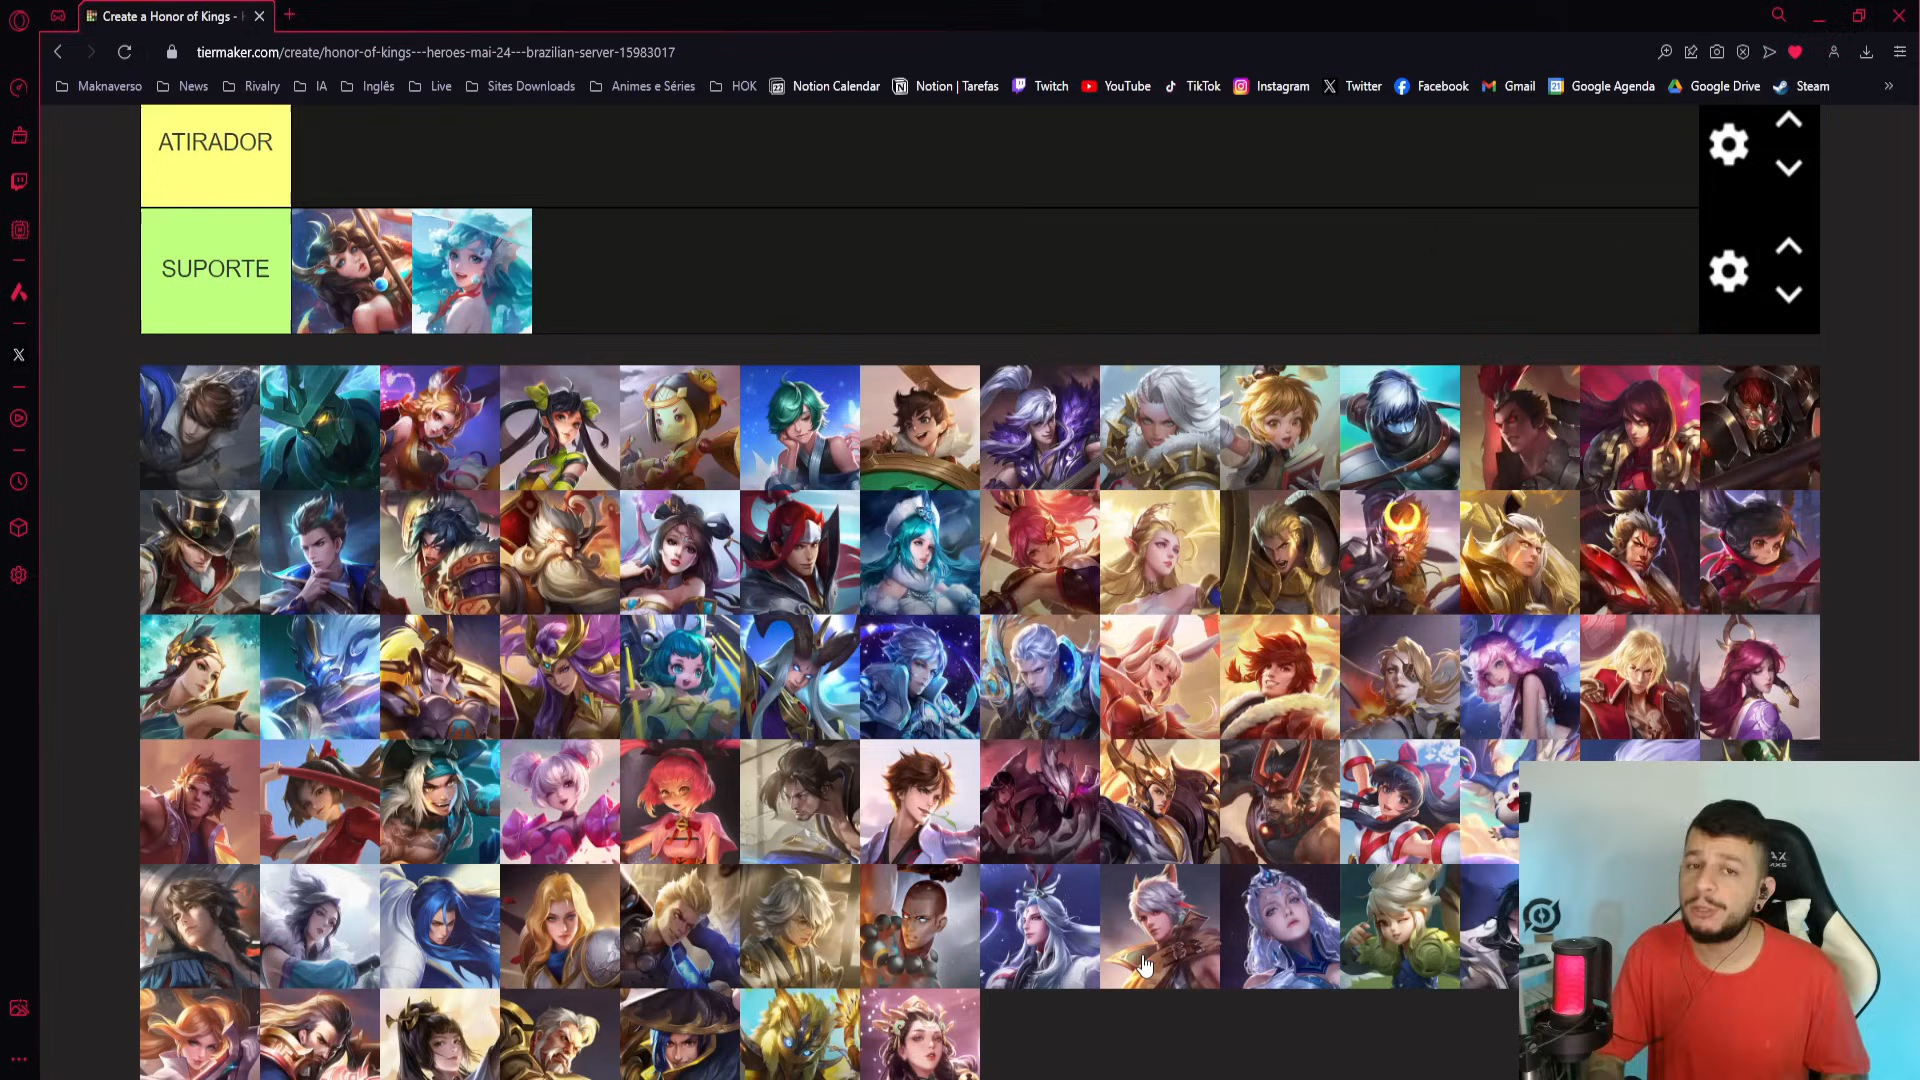 Create a Honor of Kings -
tiermaker.com/create/honor-of-kings---heroes-mai-24---brazilian-server-15983017
Maknaverso
News
Rivalry
IA
Inglês
Live
Sites Downloads
Animes e Séries
HOK
Notion Calendar
Notion | Tarefas
Twitch
YouTube
TikTok
Instagram
Twitter
Facebook
Gmail
Google Agenda
Google Drive
Steam
ATIRADOR
SUPORTE